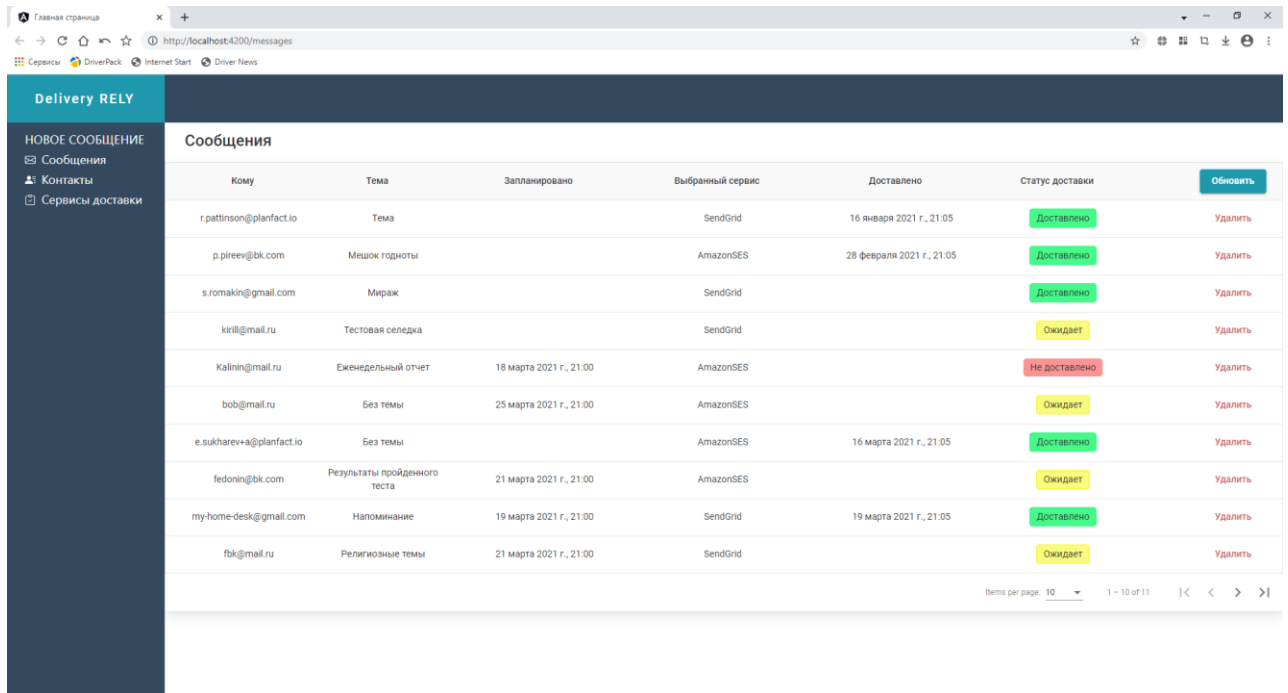 Главная страница
http://localhost:4200/messages
Сервисы DriverPack Internet Start Driver News
Delivery RELY
НОВОЕ СООБЩЕНИЕ
Сообщения
Контакты
Сервисы доставки
Сообщения
Кому Тема Запланировано Выбранный сервис Доставлено Статус доставки Обновить
r.pattinson@planfact.io Тема SendGrid 16 января 2021 г., 21:05 Доставлено Удалить
p.pireev@bk.com Мешок годноты AmazonSES 28 февраля 2021 г., 21:05 Доставлено Удалить
s.romakin@gmail.com Мираж SendGrid Доставлено Удалить
kirill@mail.ru Тестовая селедка SendGrid Ожидает Удалить
Kalinin@mail.ru Еженедельный отчет 18 марта 2021 г., 21:00 AmazonSES Не доставлено Удалить
bob@mail.ru Без темы 25 марта 2021 г., 21:00 AmazonSES Ожидает Удалить
e.sukharev+a@planfact.io Без темы AmazonSES 16 марта 2021 г., 21:05 Доставлено Удалить
fedonin@bk.com Результаты пройденного
теста 21 марта 2021 г., 21:00 AmazonSES Ожидает Удалить
my-home-desk@gmail.com Напоминание 19 марта 2021 г., 21:00 SendGrid 19 марта 2021 г., 21:05 Доставлено Удалить
fbk@mail.ru Религиозные темы 21 марта 2021 г., 21:00 SendGrid Ожидает Удалить
Items per page: 10 1 – 10 of 11